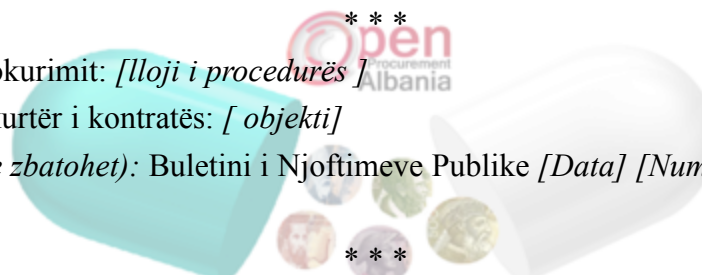 * * *
Open
Procurement
Albania
okurimit: [lloji i procedurës ]
urtër i kontratës: [ objekti]
e zbatohet): Buletini i Njoftimeve Publike [Data] [Num
* * *